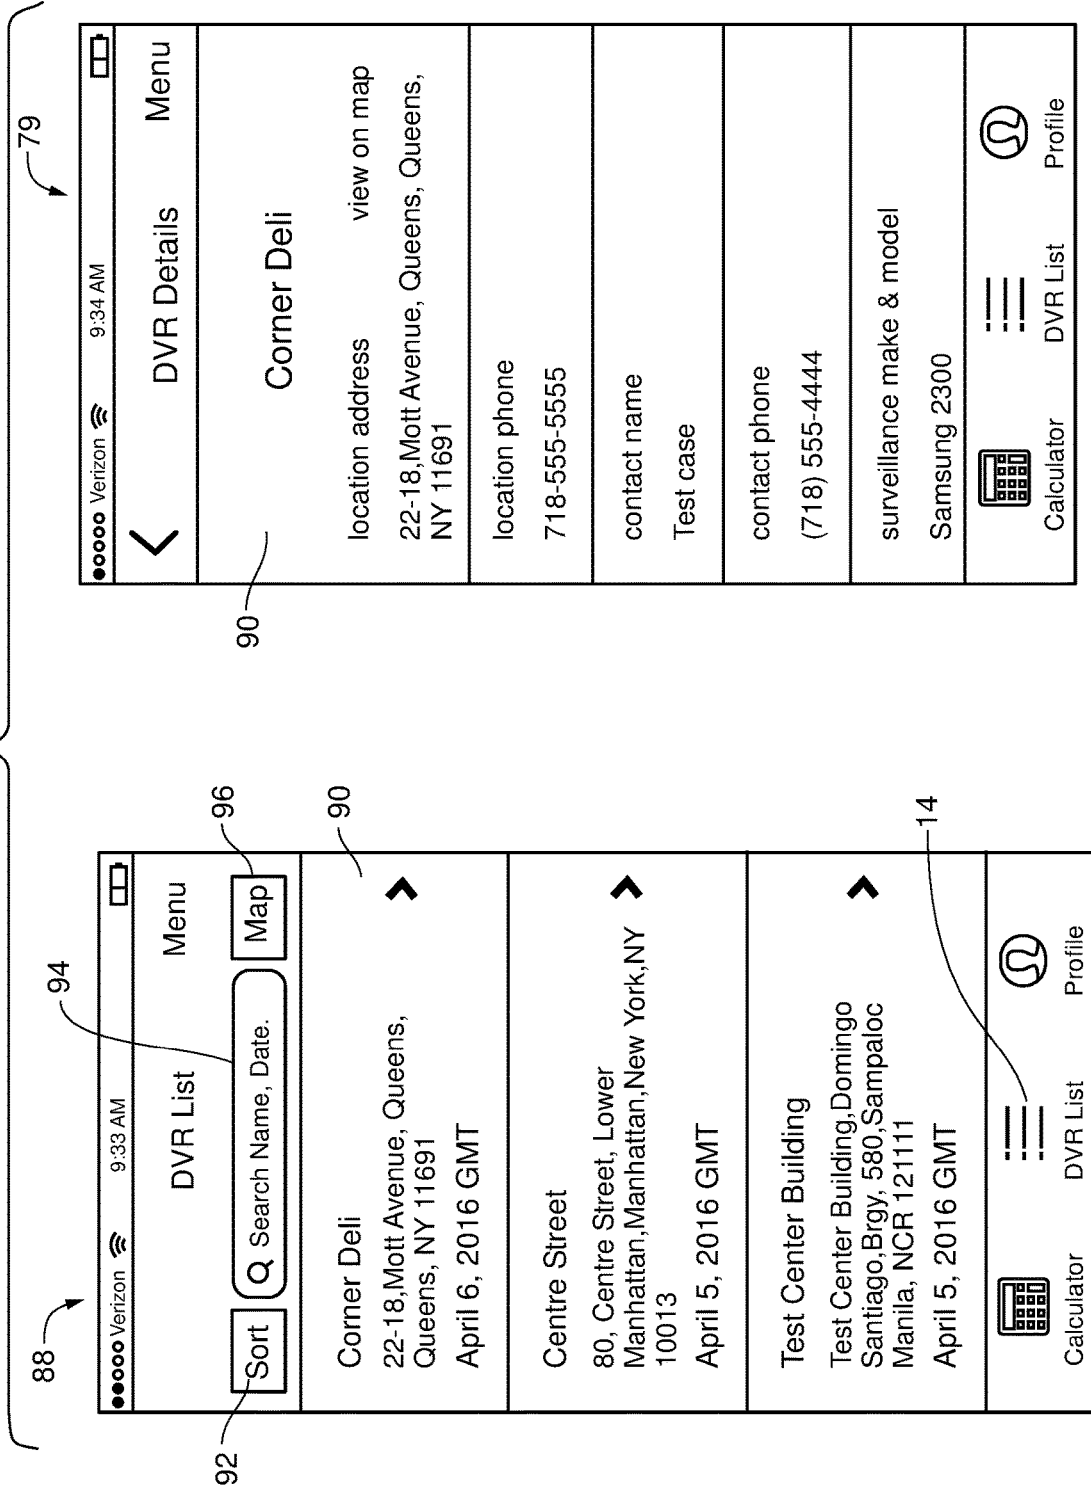 88
●●●●● Verizon 9:33 AM
DVR List Menu
94
92
Sort Search Name, Date. Map
96
Corner Deli
90
22-18,Mott Avenue, Queens,
Queens, NY 11691
April 6, 2016 GMT
Centre Street
80, Centre Street, Lower
Manhattan,Manhattan,New York,NY
10013
April 5, 2016 GMT
Test Center Building
Test Center Building,Domingo
Santiago,Brgy, 580,Sampaloc
Manila, NCR 121111
April 5, 2016 GMT
14
Calculator DVR List Profile
79
●●●●● Verizon 9:34 AM
DVR Details Menu
90
Corner Deli
location address view on map
22-18,Mott Avenue, Queens, Queens,
NY 11691
location phone
718-555-5555
contact name
Test case
contact phone
(718) 555-4444
surveillance make & model
Samsung 2300
Calculator DVR List Profile